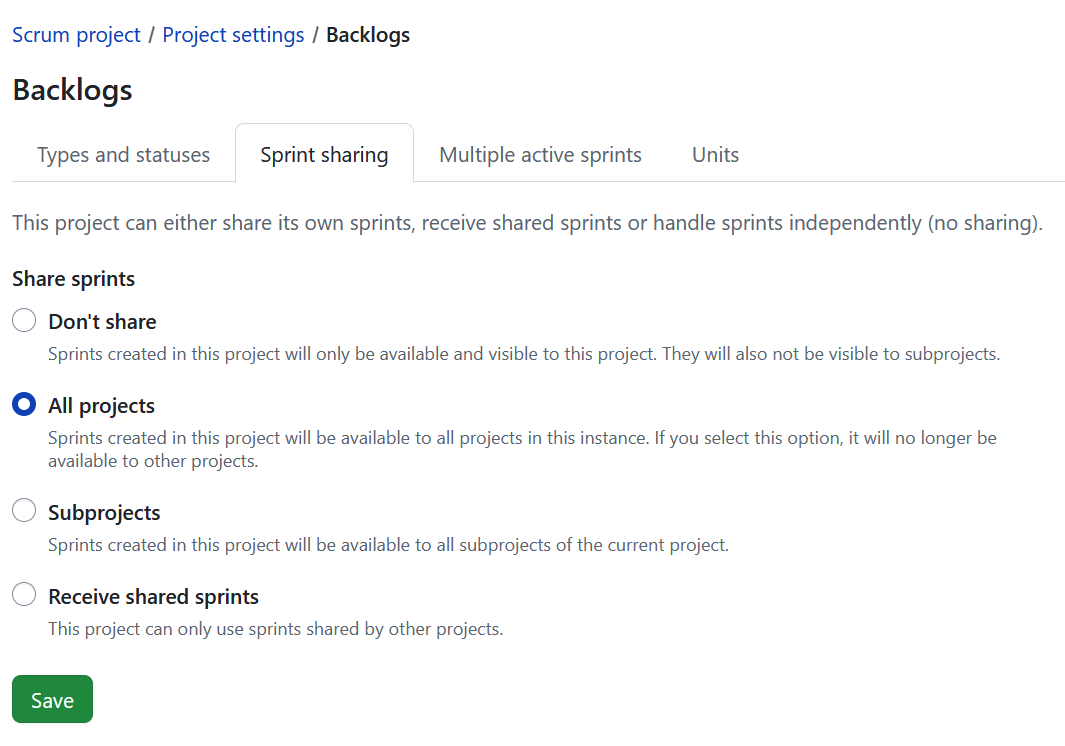 Scrum project / Project settings / Backlogs
Backlogs
Types and statuses Sprint sharing Multiple active sprints Units
This project can either share its own sprints, receive shared sprints or handle sprints independently (no sharing).
Share sprints
Don't share
Sprints created in this project will only be available and visible to this project. They will also not be visible to subprojects.
All projects
Sprints created in this project will be available to all projects in this instance. If you select this option, it will no longer be
available to other projects.
Subprojects
Sprints created in this project will be available to all subprojects of the current project.
Receive shared sprints
This project can only use sprints shared by other projects.
Save